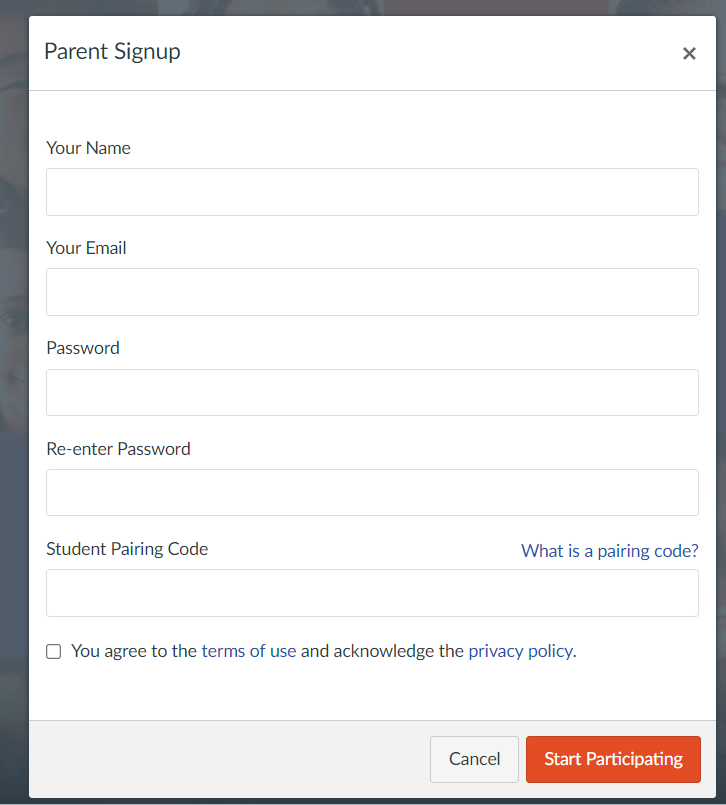 Parent Signup
×
Your Name
Your Email
Password
Re-enter Password
Student Pairing Code What is a pairing code?
You agree to the terms of use and acknowledge the privacy policy.
Cancel Start Participating